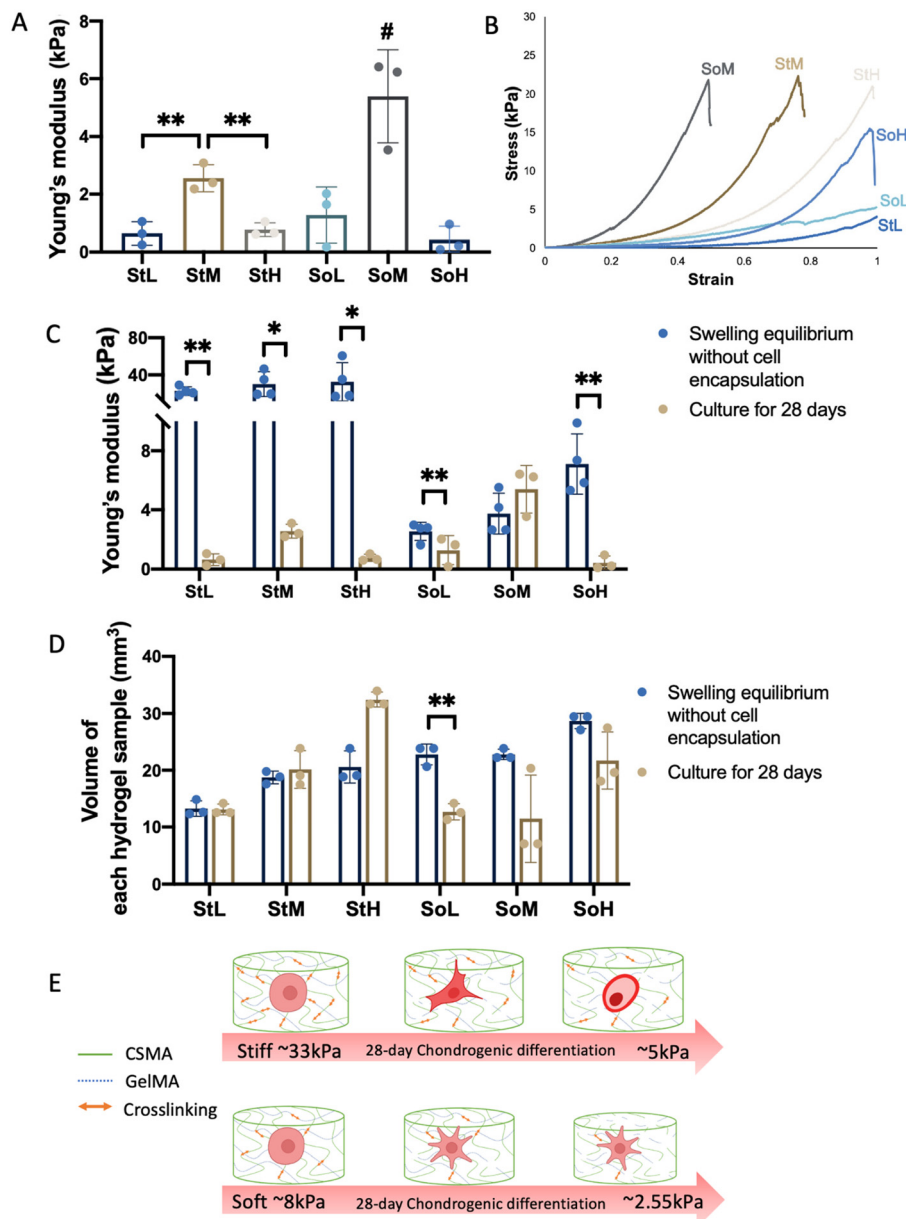 A
Young's modulus (kPa)
8
6
4
2
0
**
**
#
StL
StM
StH
SoL
SoM
SoH
B
Stress (kPa)
30
25
20
15
10
5
0
0
0.2
0.4
0.6
0.8
1
Strain
SoM
StM
StH
SoH
SoL
StL
C
Young's modulus (kPa)
80
40
8
4
0
**
*
*
**
**
StL
StM
StH
SoL
SoM
SoH
Swelling equilibrium
without cell
encapsulation
Culture for 28 days
D
Volume of
each hydrogel sample (mm³)
40
30
20
10
0
**
StL
StM
StH
SoL
SoM
SoH
Swelling equilibrium
without cell
encapsulation
Culture for 28 days
E
CSMA
GelMA
Crosslinking
Stiff ~33kPa 28-day Chondrogenic differentiation ~5kPa
Soft ~8kPa 28-day Chondrogenic differentiation ~2.55kPa